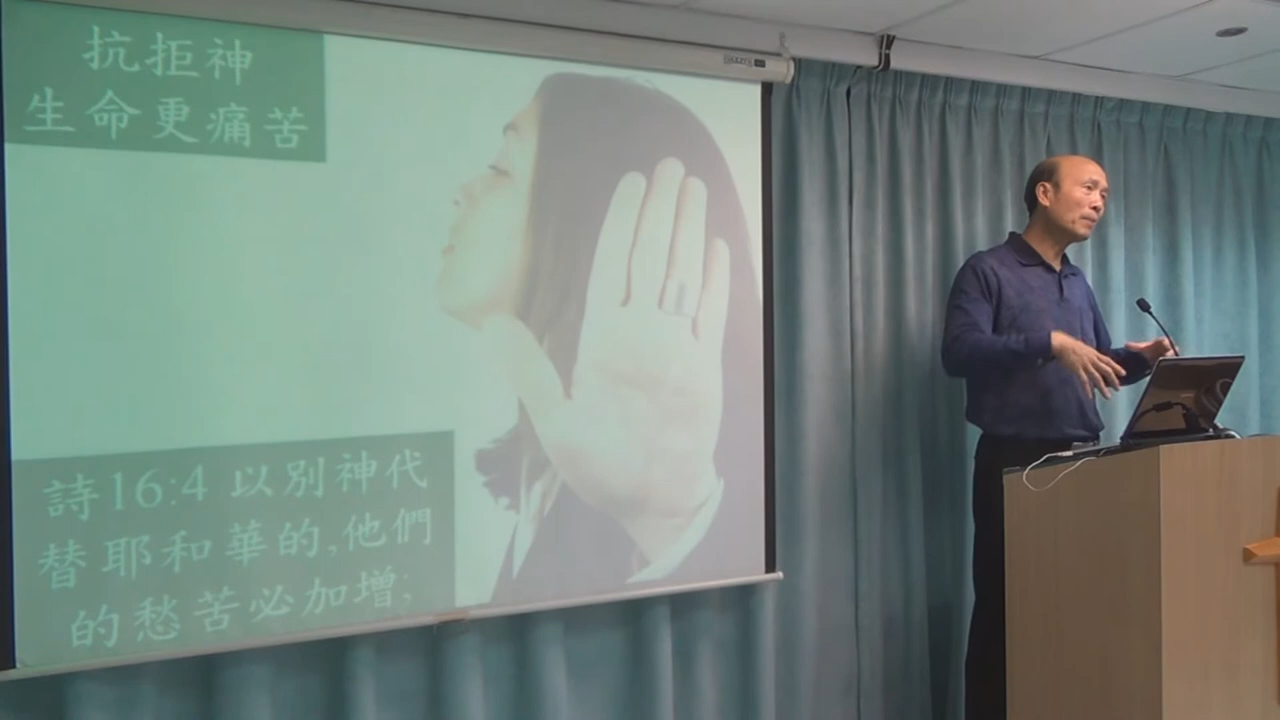 抗拒神
生命更痛苦
詩16:4 以別神代
替耶和華的,他們
的愁苦必加增;